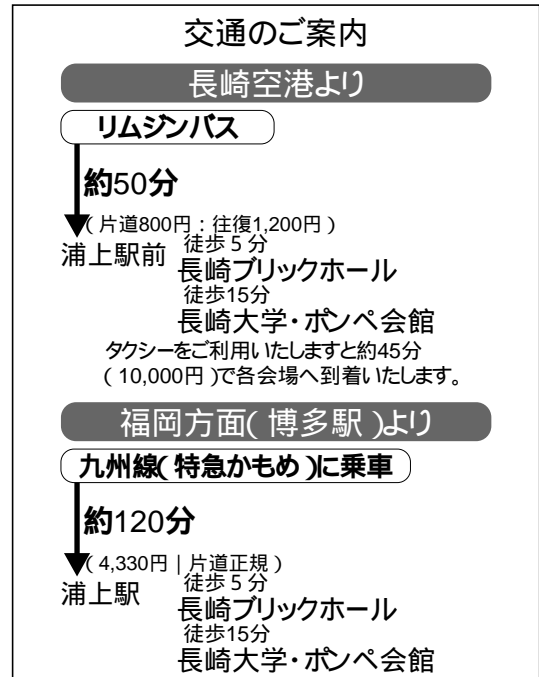 交通のご案内
長崎空港より
リムジンバス
約50分
(片道800円：往復1,200円)
浦上駅前 徒歩5分
長崎ブリックホール
徒歩15分
長崎大学・ポンペ会館
タクシーをご利用いたしますと約45分
(10,000円)で各会場へ到着いたします。
福岡方面(博多駅)より
九州線(特急かもめ)に乗車
約120分
(4,330円｜片道正規)
浦上駅 徒歩5分
長崎ブリックホール
徒歩15分
長崎大学・ポンペ会館